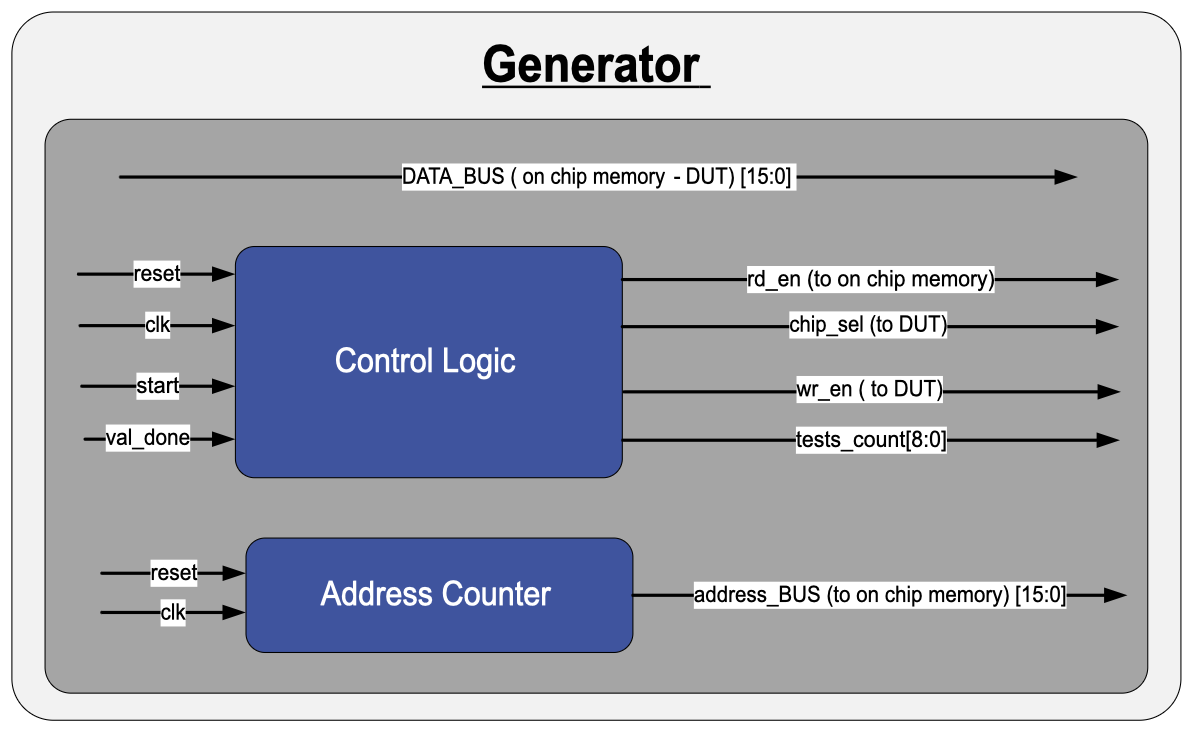 Generator
DATA_BUS ( on chip memory - DUT) [15:0]
reset
clk
start
val_done
Control Logic
rd_en (to on chip memory)
chip_sel (to DUT)
wr_en ( to DUT)
tests_count[8:0]
reset
clk
Address Counter
address_BUS (to on chip memory) [15:0]